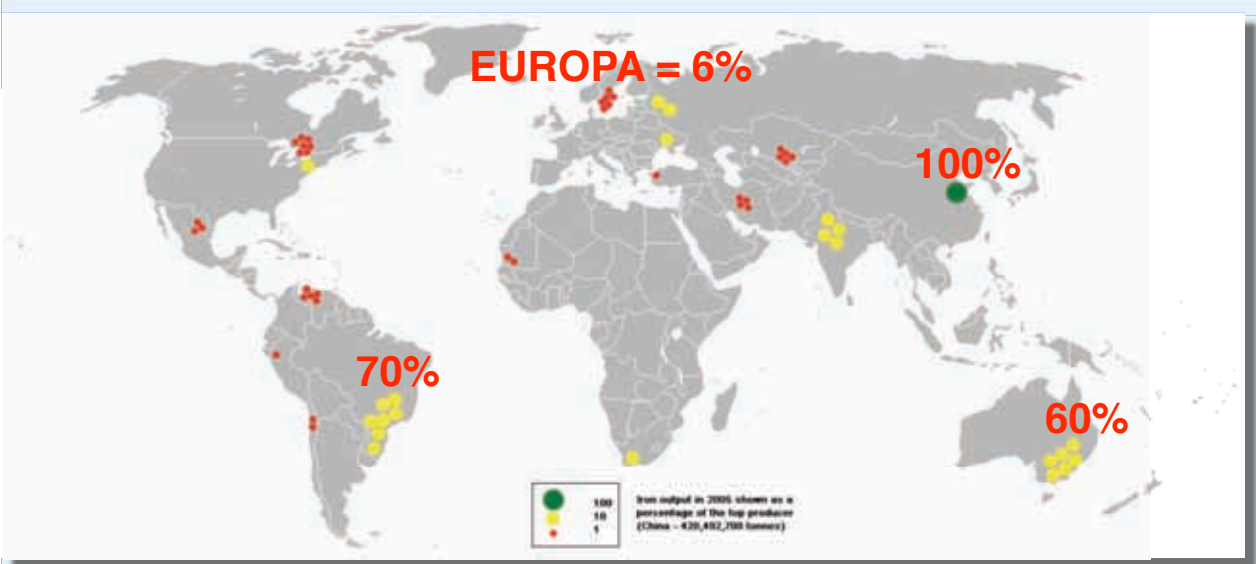 EUROPA = 6%
100%
70%
60%
100
10
1
Iron output in 2005 shown as a
percentage of the top producer
(China - 420,492,700 tonnes)